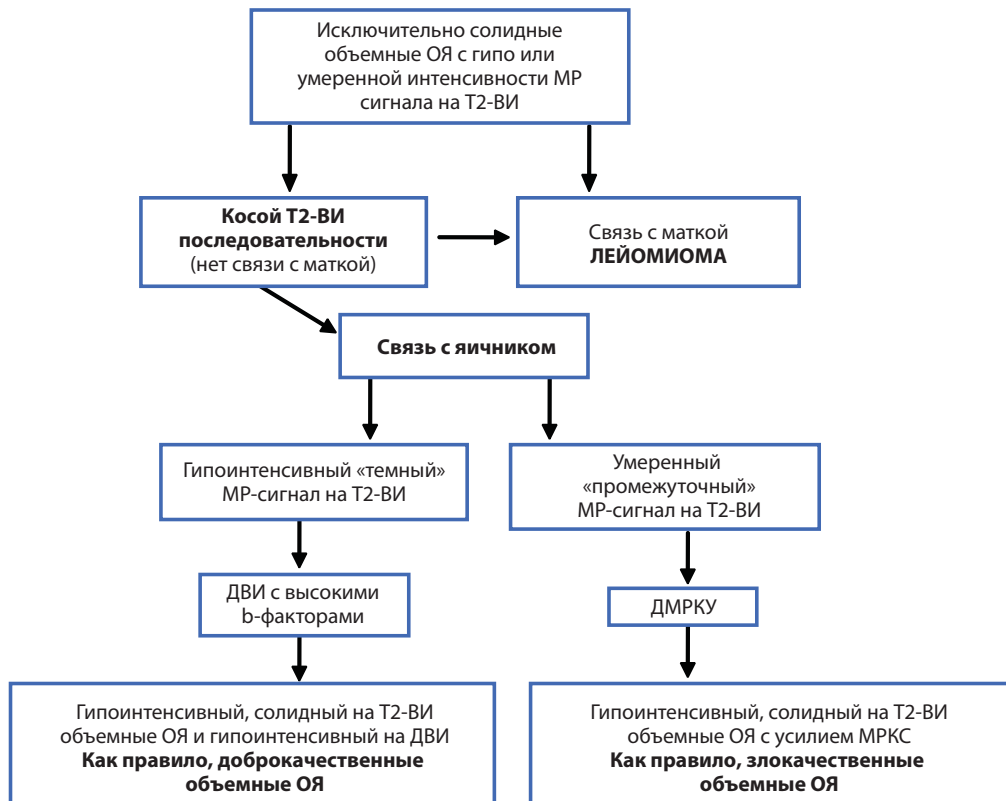 Исключительно солидные
объемные ОЯ с гипо или
умеренной интенсивности МР
сигнала на Т2-ВИ
Косой Т2-ВИ
последовательности
(нет связи с маткой)
Связь с маткой
ЛЕЙОМИОМА
Связь с яичником
Гипоинтенсивный «темный»
МР-сигнал на Т2-ВИ
Умеренный
«промежуточный»
МР-сигнал на Т2-ВИ
ДВИ с высокими
b-факторами
ДМРКУ
Гипоинтенсивный, солидный на Т2-ВИ
объемные ОЯ и гипоинтенсивный на ДВИ
Как правило, доброкачественные
объемные ОЯ
Гипоинтенсивный, солидный на Т2-ВИ
объемные ОЯ с усилием МРКС
Как правило, злокачественные
объемные ОЯ